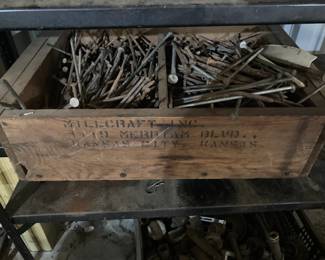 MILLCRAFT INC.
MERRIAM BLVD.,
KANSAS CITY, KANSAS